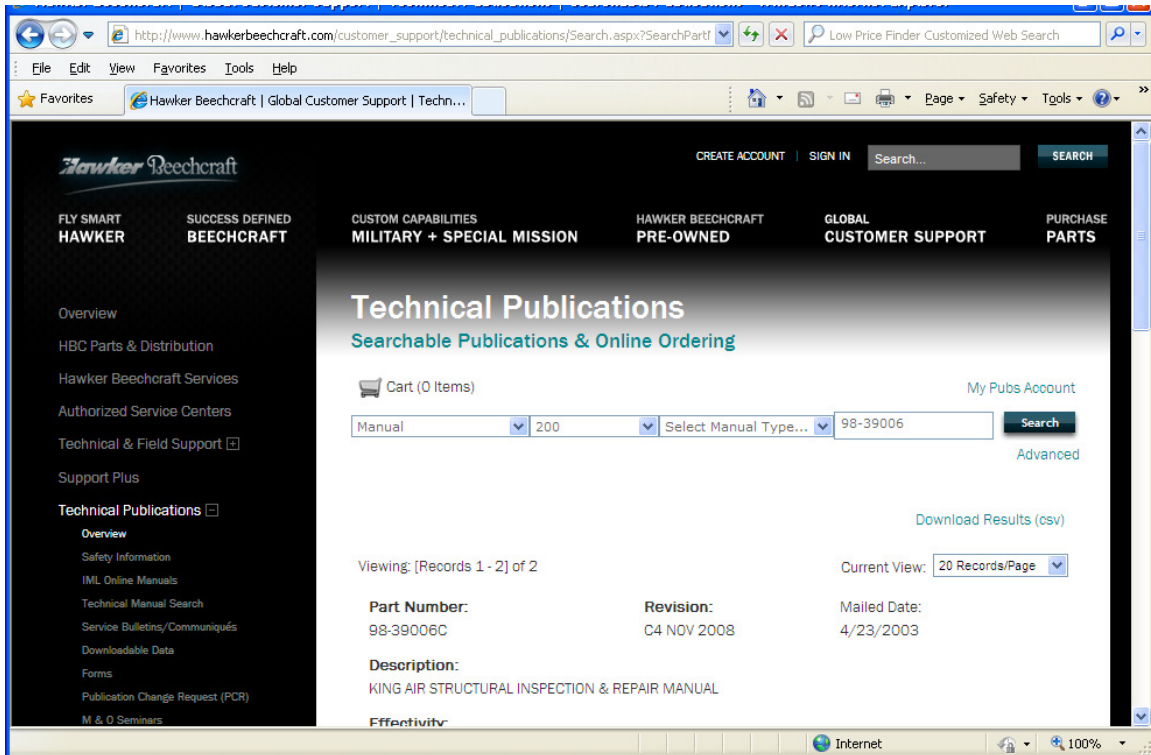 http://www.hawkerbeechcraft.com/customer_support/technical_publications/Search.aspx?SearchPartI
Low Price Finder Customized Web Search
File Edit View Favorites Tools Help
Favorites
Hawker Beechcraft | Global Customer Support | Techn...
Page Safety Tools
Hawker Beechcraft
CREATE ACCOUNT | SIGN IN
Search...
SEARCH
FLY SMART
HAWKER
SUCCESS DEFINED
BEECHCRAFT
CUSTOM CAPABILITIES
MILITARY + SPECIAL MISSION
HAWKER BEECHCRAFT
PRE-OWNED
GLOBAL
CUSTOMER SUPPORT
PURCHASE
PARTS
Overview
HBC Parts & Distribution
Hawker Beechcraft Services
Authorized Service Centers
Technical & Field Support
Support Plus
Technical Publications
Overview
Safety Information
IML Online Manuals
Technical Manual Search
Service Bulletins/Communiqués
Downloadable Data
Forms
Publication Change Request (PCR)
M & O Seminars
Technical Publications
Searchable Publications & Online Ordering
Cart (0 Items)
My Pubs Account
Manual
200
Select Manual Type...
98-39006
Search
Advanced
Download Results (csv)
Viewing: [Records 1 - 2] of 2
Current View: 20 Records/Page
Part Number: Revision: Mailed Date:
98-39006C C4 NOV 2008 4/23/2003
Description:
KING AIR STRUCTURAL INSPECTION & REPAIR MANUAL
Effectivity:
Internet
100%